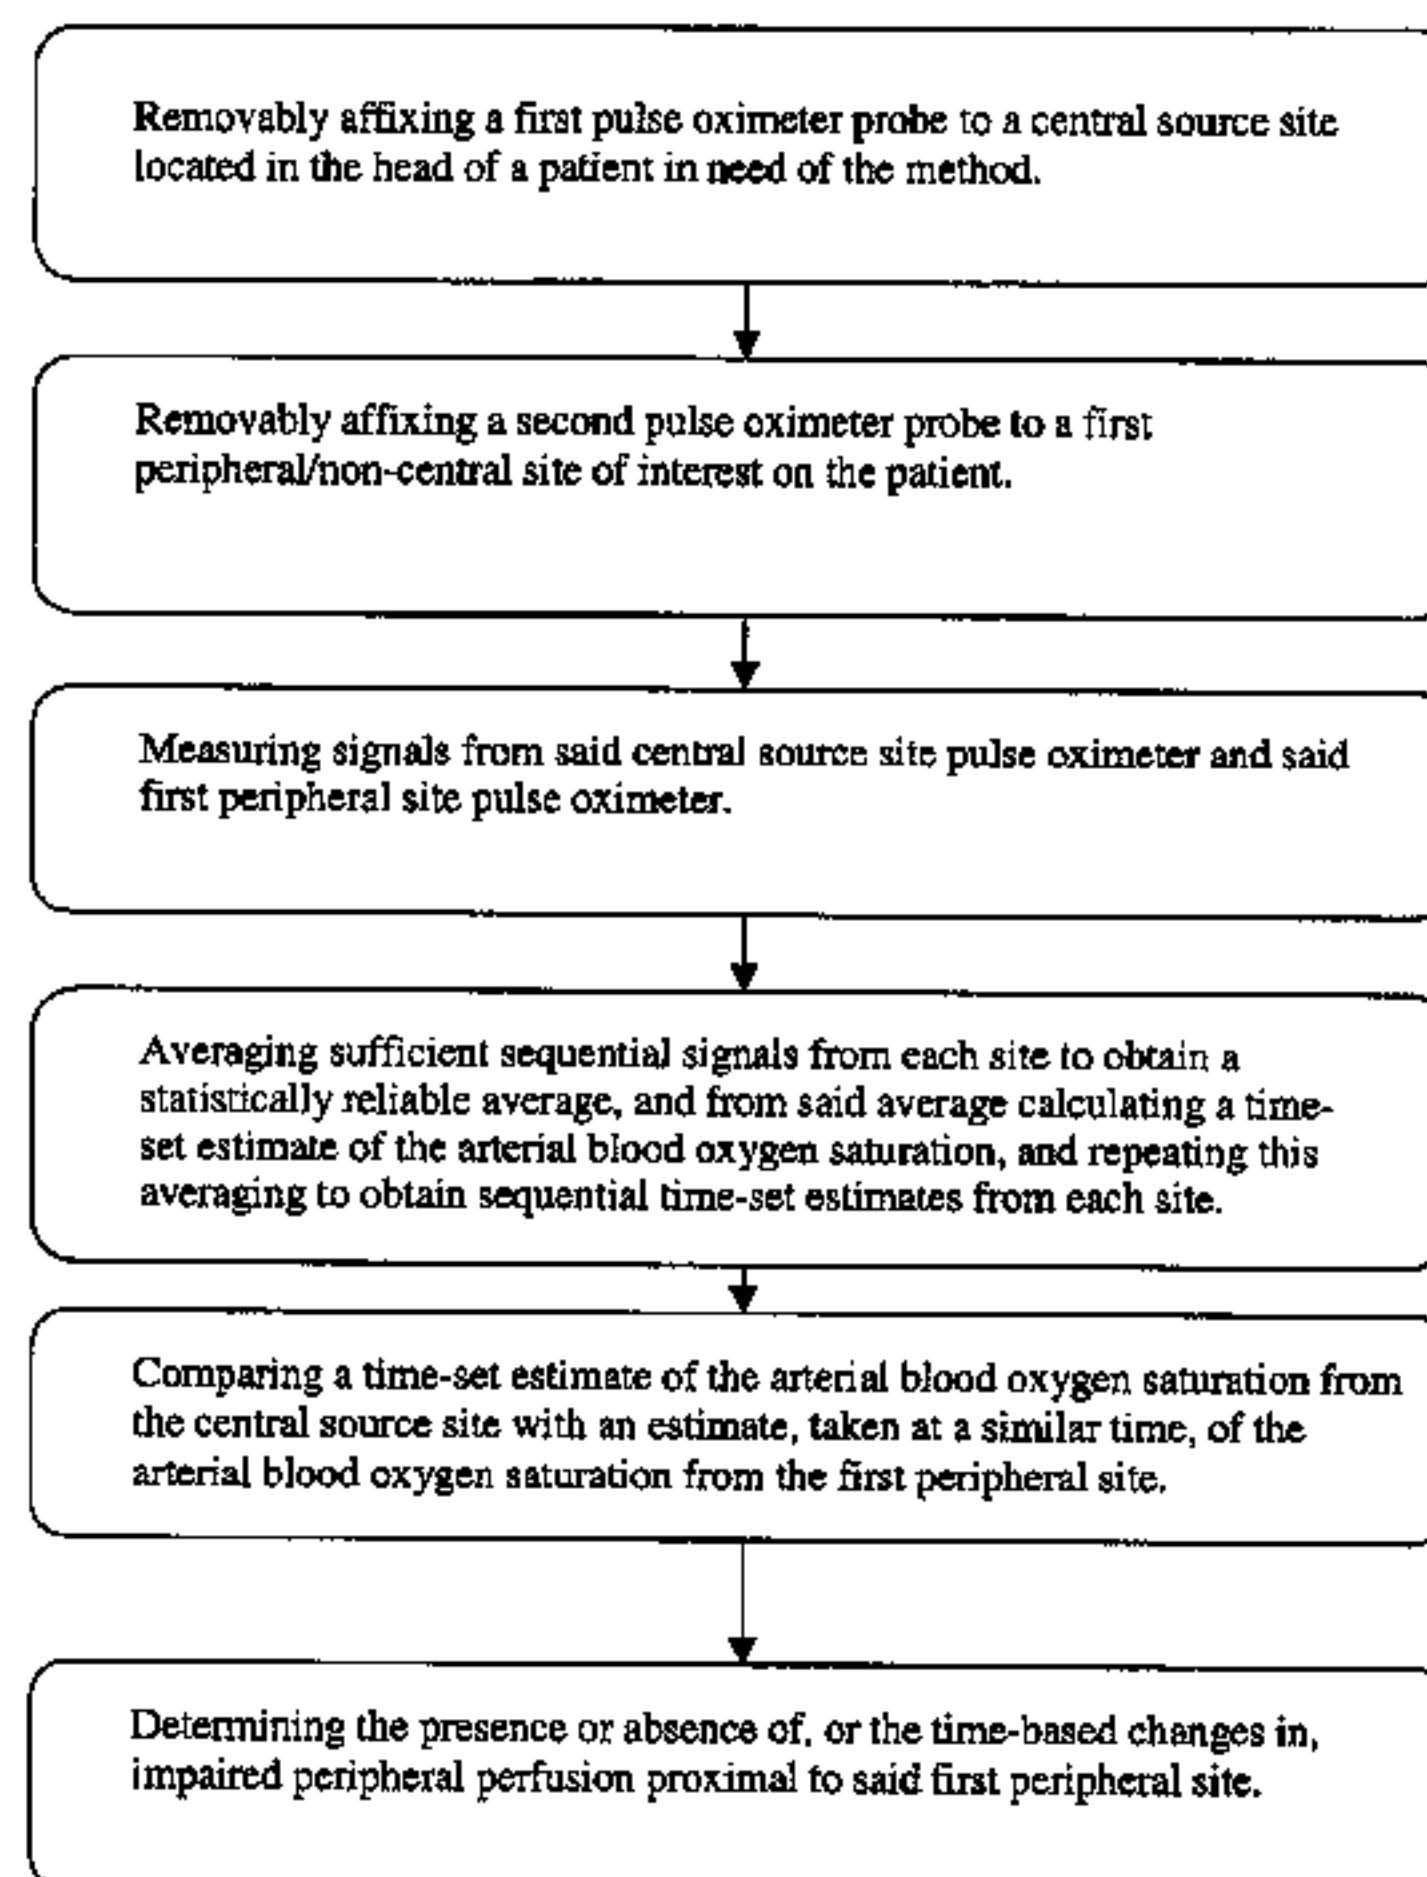 Removably affixing a first pulse oximeter probe to a central source site
located in the head of a patient in need of the method.
Removably affixing a second pulse oximeter probe to a first
peripheral/non-central site of interest on the patient.
Measuring signals from said central source site pulse oximeter and said
first peripheral site pulse oximeter.
Averaging sufficient sequential signals from each site to obtain a
statistically reliable average, and from said average calculating a time-
set estimate of the arterial blood oxygen saturation, and repeating this
averaging to obtain sequential time-set estimates from each site.
Comparing a time-set estimate of the arterial blood oxygen saturation from
the central source site with an estimate, taken at a similar time, of the
arterial blood oxygen saturation from the first peripheral site.
Determining the presence or absence of, or the time-based changes in,
impaired peripheral perfusion proximal to said first peripheral site.